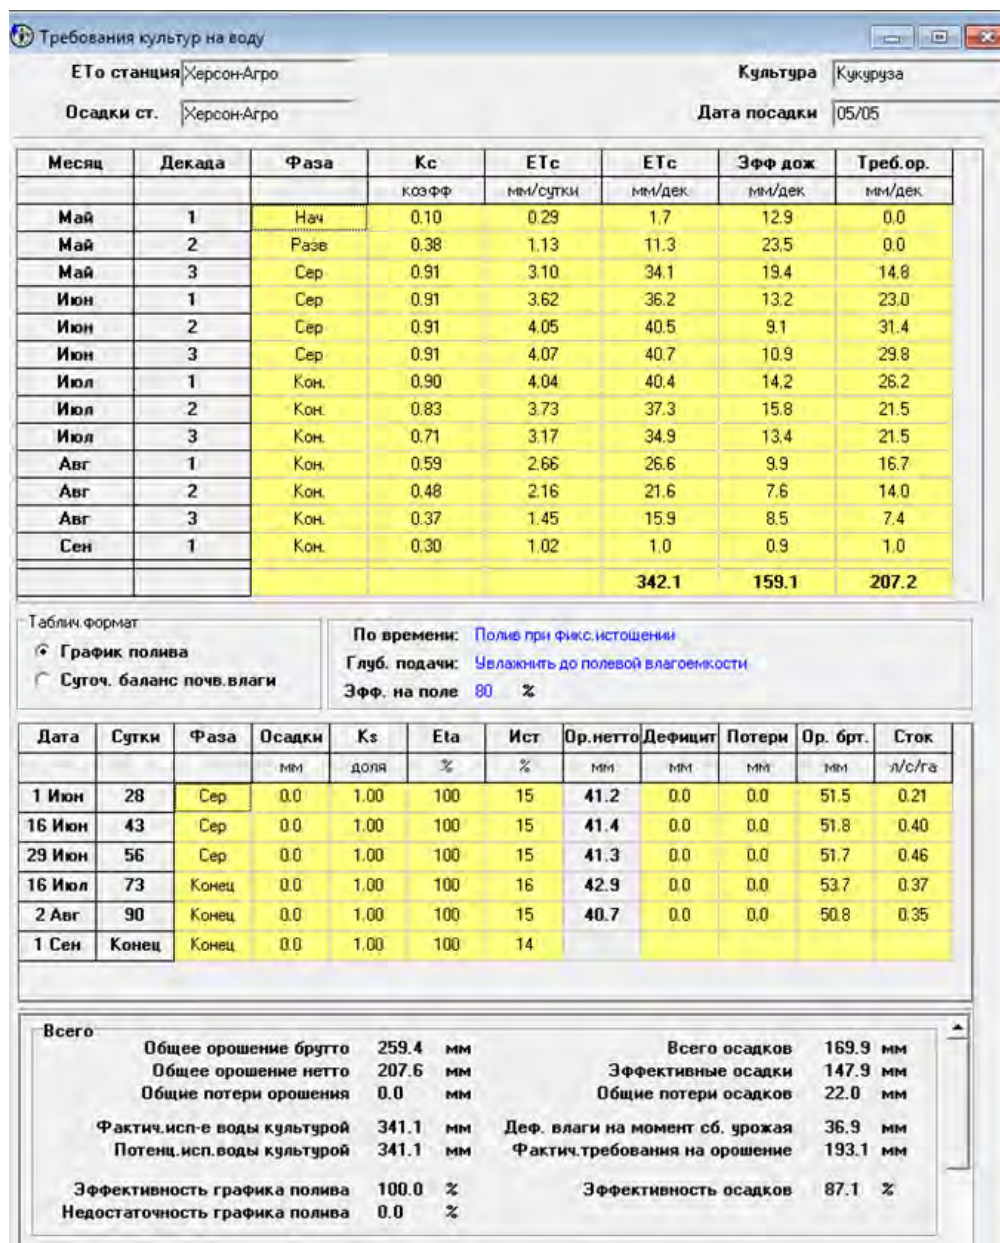 Требования культур на воду
ЕТо станция Херсон-Агро Культура Кукуруза
Осадки ст. Херсон-Агро Дата посадки 05/05
Месяц Декада Фаза Kc ETc ETc Эфф дож Треб.ор.
коэфф мм/сутки мм/дек мм/дек мм/дек
Май 1 Нач 0.10 0.29 1.7 12.9 0.0
Май 2 Разв 0.38 1.13 11.3 23.5 0.0
Май 3 Сер 0.91 3.10 34.1 19.4 14.8
Июн 1 Сер 0.91 3.62 36.2 13.2 23.0
Июн 2 Сер 0.91 4.05 40.5 9.1 31.4
Июн 3 Сер 0.91 4.07 40.7 10.9 29.8
Июл 1 Кон. 0.90 4.04 40.4 14.2 26.2
Июл 2 Кон. 0.83 3.73 37.3 15.8 21.5
Июл 3 Кон. 0.71 3.17 34.9 13.4 21.5
Авг 1 Кон. 0.59 2.66 26.6 9.9 16.7
Авг 2 Кон. 0.48 2.16 21.6 7.6 14.0
Авг 3 Кон. 0.37 1.45 15.9 8.5 7.4
Сен 1 Кон. 0.30 1.02 1.0 0.9 1.0
342.1 159.1 207.2
Таблич.формат
График полива
Суточ. баланс почв.влаги
По времени: Полив при фикс.истощении
Глуб. подачи: Увлажнить до полевой влагоемкости
Эфф. на поле 80 %
Дата Сутки Фаза Осадки Ks Eta Ист Ор.нетто Дефицит Потери Ор. брт. Сток
мм доля % % мм мм мм мм л/с/га
1 Июн 28 Сер 0.0 1.00 100 15 41.2 0.0 0.0 51.5 0.21
16 Июн 43 Сер 0.0 1.00 100 15 41.4 0.0 0.0 51.8 0.40
29 Июн 56 Сер 0.0 1.00 100 15 41.3 0.0 0.0 51.7 0.46
16 Июл 73 Конец 0.0 1.00 100 16 42.9 0.0 0.0 53.7 0.37
2 Авг 90 Конец 0.0 1.00 100 15 40.7 0.0 0.0 50.8 0.35
1 Сен Конец Конец 0.0 1.00 100 14
Всего
Общее орошение брутто 259.4 мм Всего осадков 169.9 мм
Общее орошение нетто 207.6 мм Эффективные осадки 147.9 мм
Общие потери орошения 0.0 мм Общие потери осадков 22.0 мм
Фактич.исп-е воды культурой 341.1 мм Деф. влаги на момент сб. урожая 36.9 мм
Потенц.исп.воды культурой 341.1 мм Фактич.требования на орошение 193.1 мм
Эффективность графика полива 100.0 % Эффективность осадков 87.1 %
Недостаточность графика полива 0.0 %